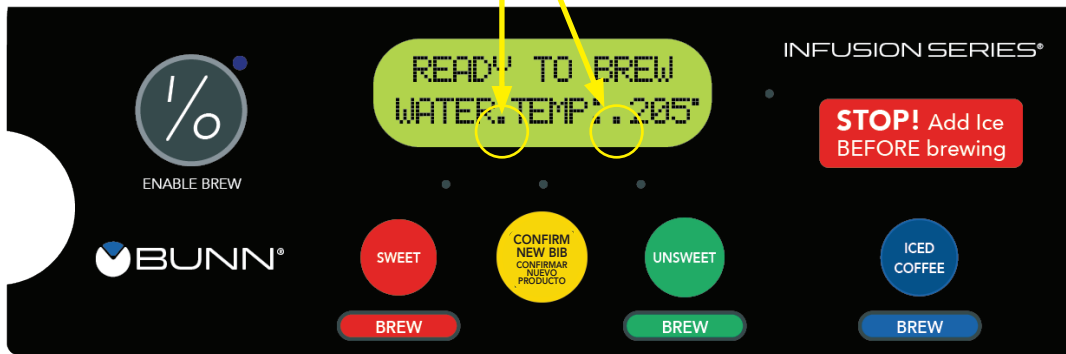 READY TO BREW
WATER.TEMP:.205°
INFUSION SERIES®
STOP! Add Ice
BEFORE brewing
I/O
ENABLE BREW
BUNN®
SWEET
CONFIRM
NEW BIB
CONFIRMAR
NUEVO
PRODUCTO
UNSWEET
ICED
COFFEE
BREW
BREW
BREW